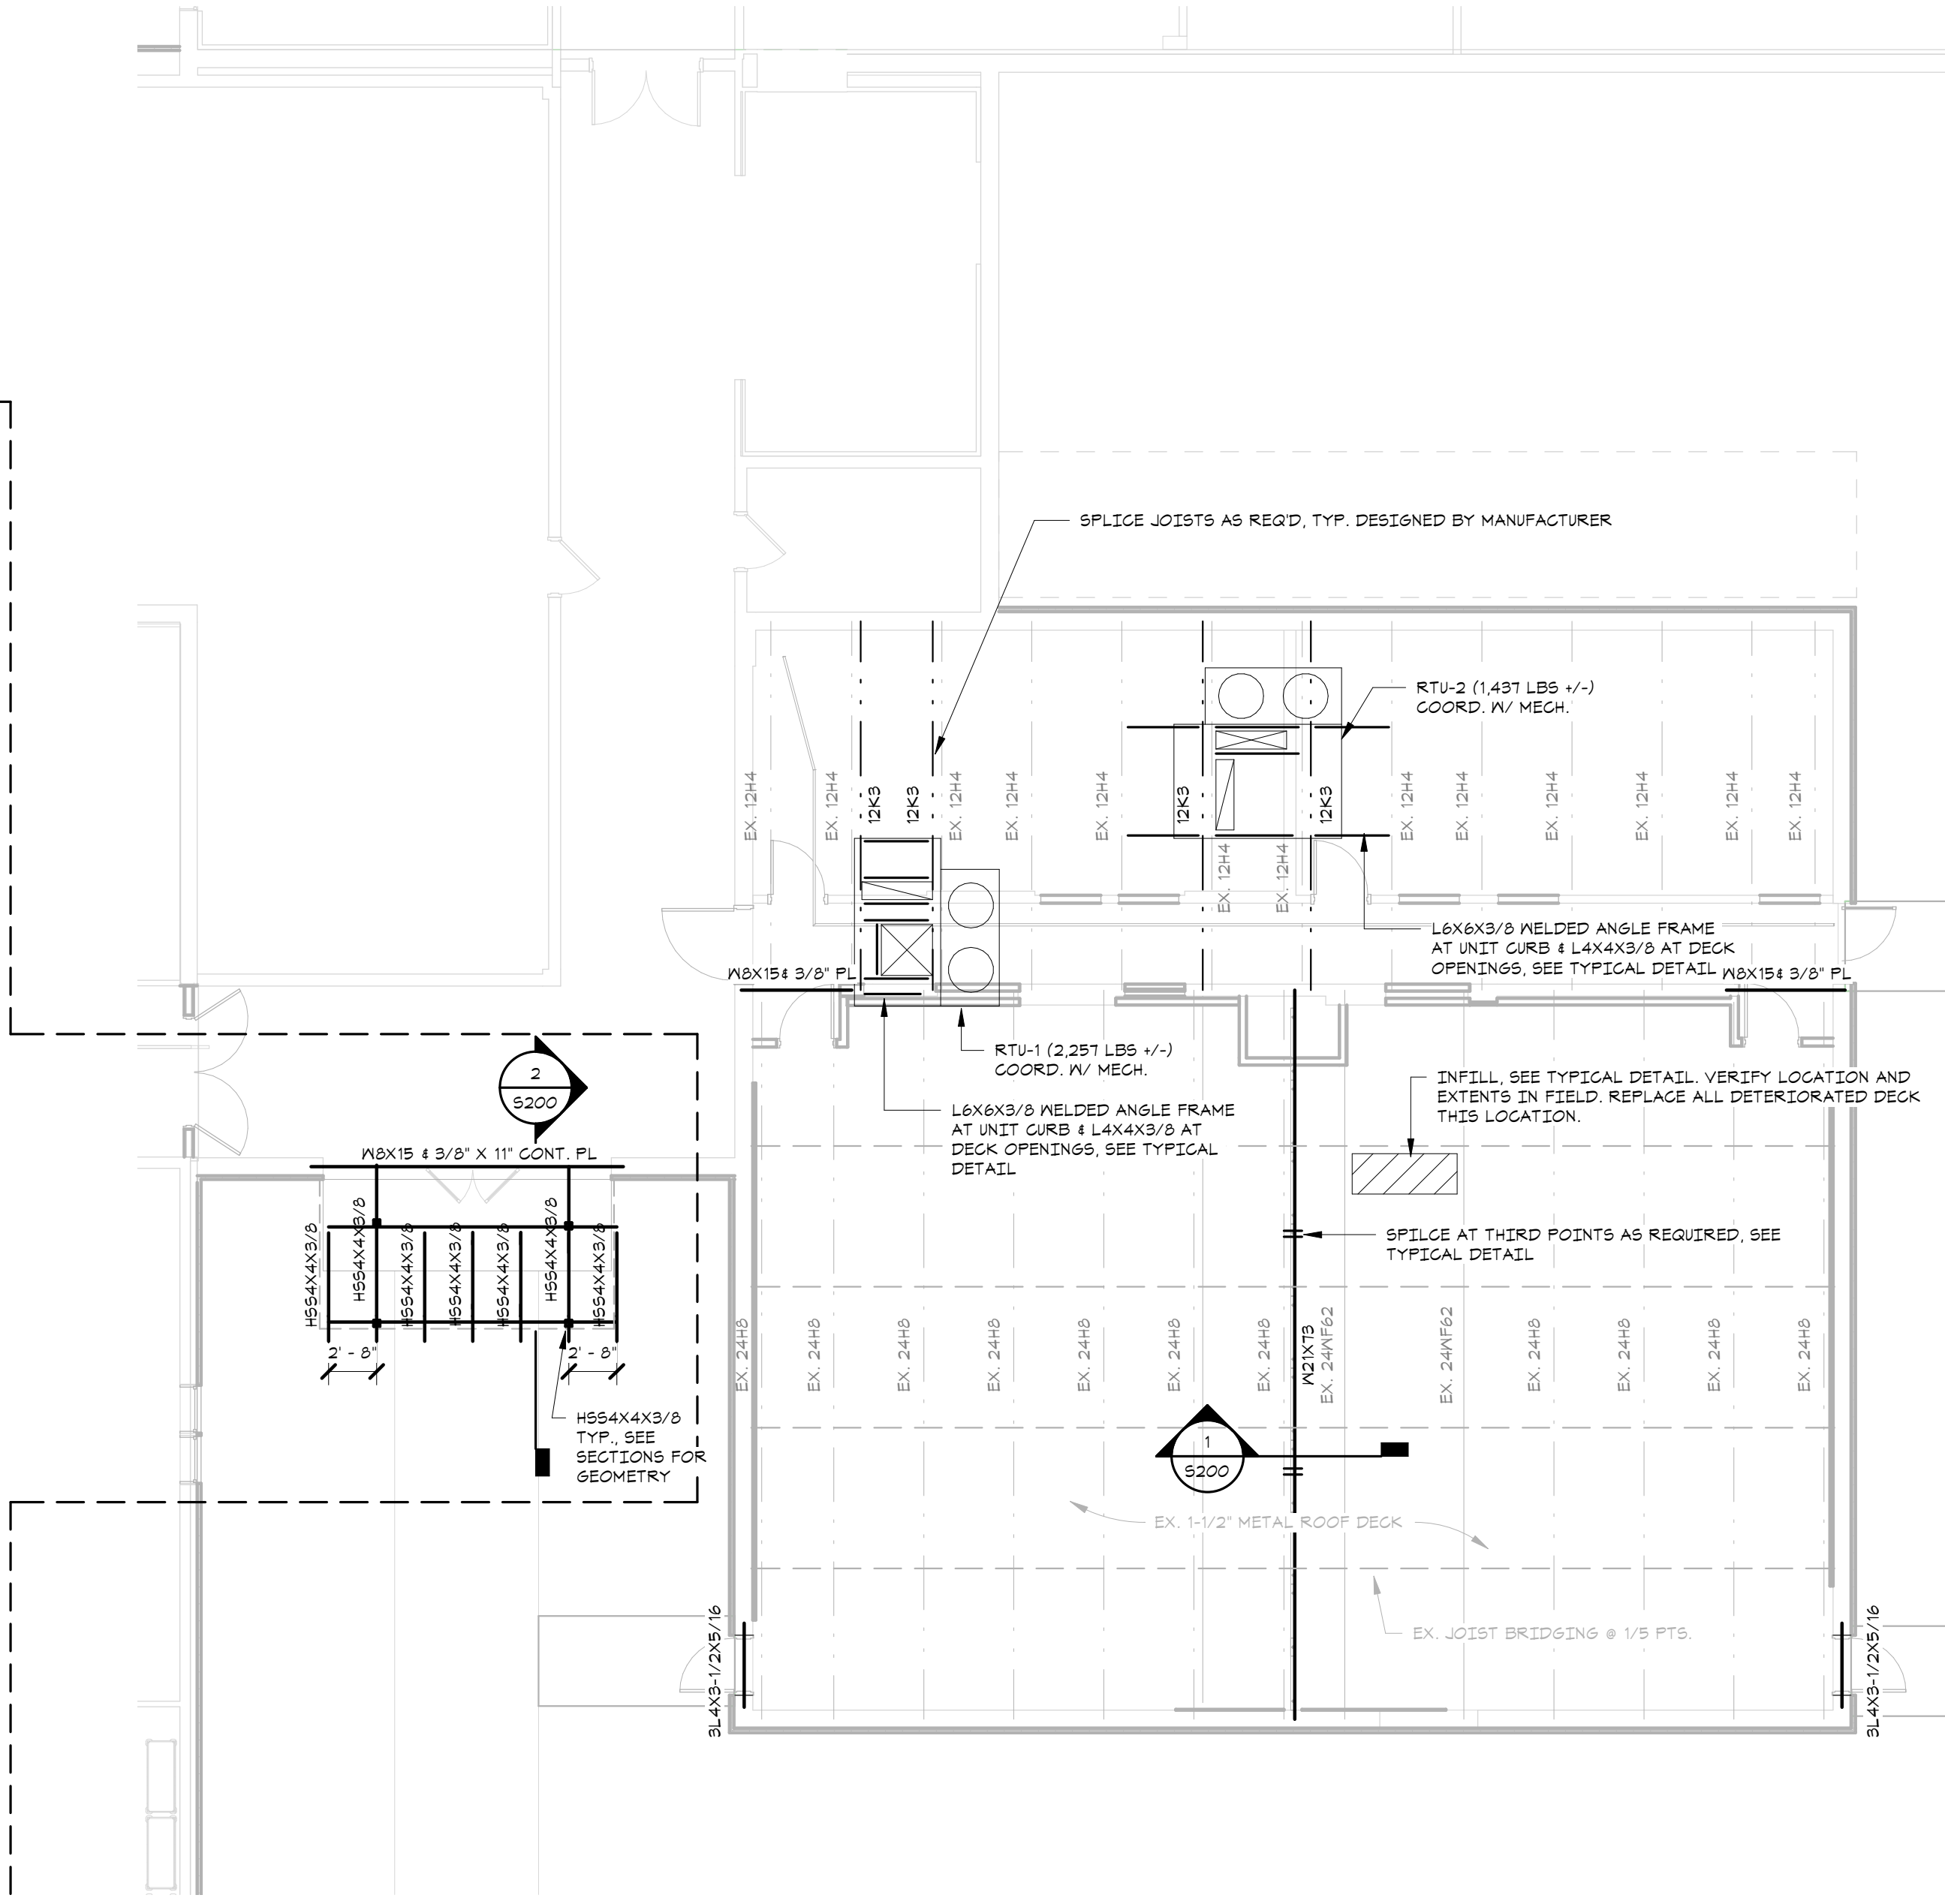 SPLICE JOISTS AS REQ'D, TYP. DESIGNED BY MANUFACTURER
RTU-2 (1,437 LBS +/-)
COORD. W/ MECH.
EX. 12H4
EX. 12H4
12K3
12K3
EX. 12H4
EX. 12H4
EX. 12H4
12K3
EX. 12H4
EX. 12H4
12K3
EX. 12H4
EX. 12H4
EX. 12H4
EX. 12H4
EX. 12H4
EX. 12H4
L6X6X3/8 WELDED ANGLE FRAME
AT UNIT CURB & L4X4X3/8 AT DECK
OPENINGS, SEE TYPICAL DETAIL
W8X15& 3/8" PL
W8X15& 3/8" PL
RTU-1 (2,257 LBS +/-)
COORD. W/ MECH.
L6X6X3/8 WELDED ANGLE FRAME
AT UNIT CURB & L4X4X3/8 AT
DECK OPENINGS, SEE TYPICAL
DETAIL
INFILL, SEE TYPICAL DETAIL. VERIFY LOCATION AND
EXTENTS IN FIELD. REPLACE ALL DETERIORATED DECK
THIS LOCATION.
2
S200
W8X15 & 3/8" X 11" CONT. PL
HSS4X4X3/8
HSS4X4X3/8
HSS4X4X3/8
HSS4X4X3/8
HSS4X4X3/8
HSS4X4X3/8
HSS4X4X3/8
2' - 8"
2' - 8"
HSS4X4X3/8
TYP., SEE
SECTIONS FOR
GEOMETRY
SPILCE AT THIRD POINTS AS REQUIRED, SEE
TYPICAL DETAIL
EX. 24H8
EX. 24H8
EX. 24H8
EX. 24H8
EX. 24H8
EX. 24H8
EX. 24H8
W21X73
EX. 24WF62
EX. 24WF62
EX. 24H8
EX. 24H8
EX. 24H8
EX. 24H8
1
S200
EX. 1-1/2" METAL ROOF DECK
EX. JOIST BRIDGING @ 1/5 PTS.
3L4X3-1/2X5/16
3L4X3-1/2X5/16